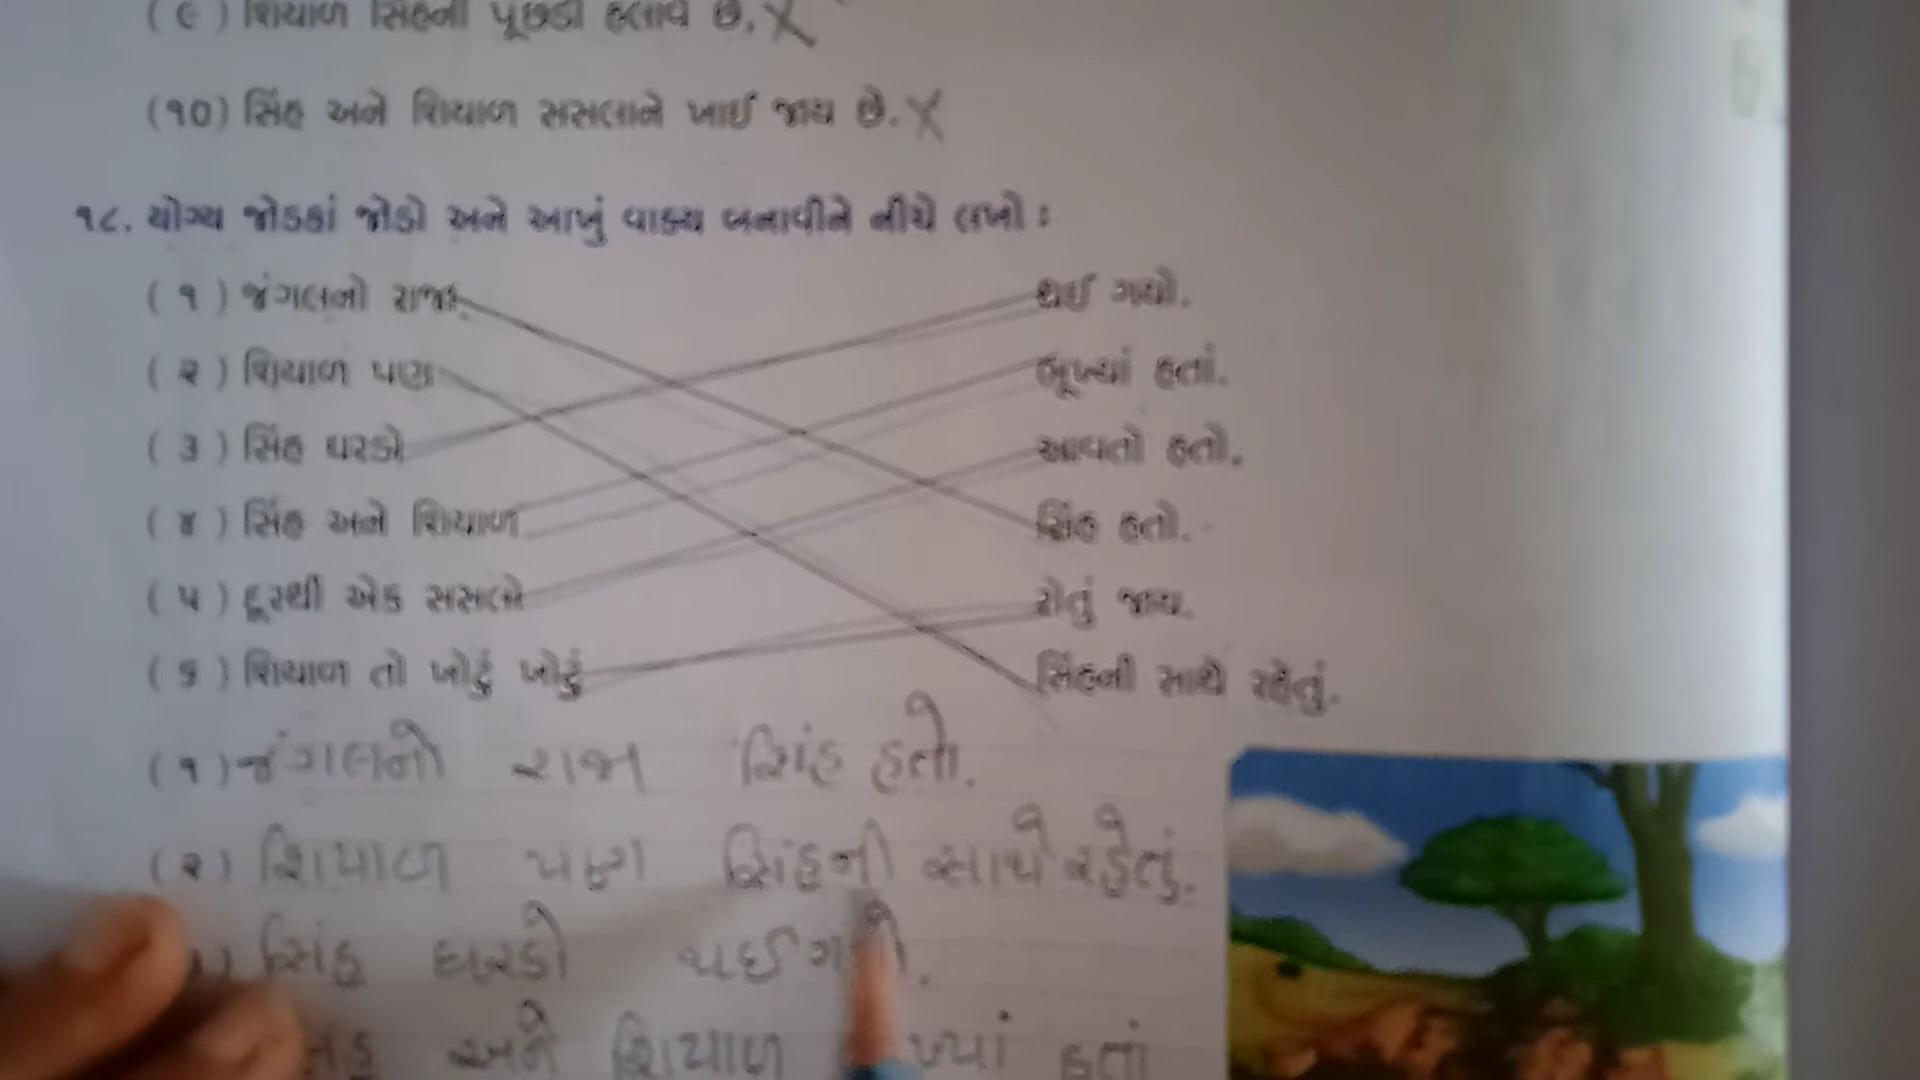 (૯) શિયાળ સિંહની પૂછડી હલાવે છે. X
(૧૦) સિંહ અને શિયાળ સસલાને ખાઈ જાય છે. X
૧૮. યોગ્ય જોડકાં જોડો અને આખું વાક્ય બનાવીને નીચે લખો :
(૧) જંગલનો રાજા થઈ ગયો.
(૨) શિયાળ પણ ભૂખ્યાં હતાં.
(૩) સિંહ ઘરડો આવતો હતો.
(૪) સિંહ અને શિયાળ સિંહ હતો.
(૫) દૂરથી એક સસલો રોતું જાય.
(૬) શિયાળ તો ખોટું ખોટું સિંહની સાથે રહેતું.
(૧) જંગલનો રાજા સિંહ હતો.
(૨) શિયાળ પણ સિંહની સાથે રહેતું.
સિંહ ઘરડો થઈ ગયો.
અને શિયાળ હતાં